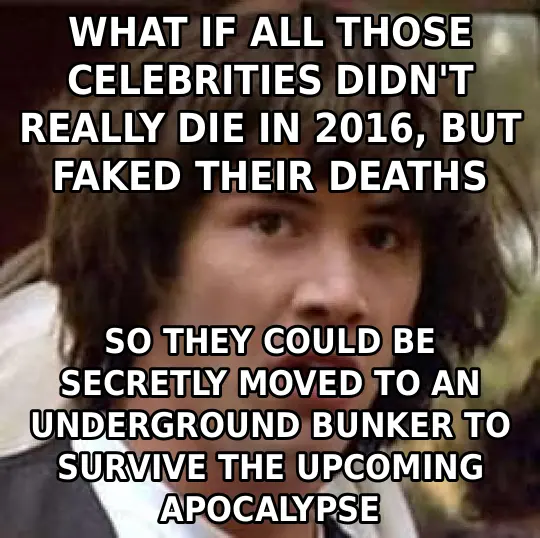 WHAT IF ALL THOSE
CELEBRITIES DIDN'T
REALLY DIE IN 2016, BUT
FAKED THEIR DEATHS
SO THEY COULD BE
SECRETLY MOVED TO AN
UNDERGROUND BUNKER TO
SURVIVE THE UPCOMING
APOCALYPSE